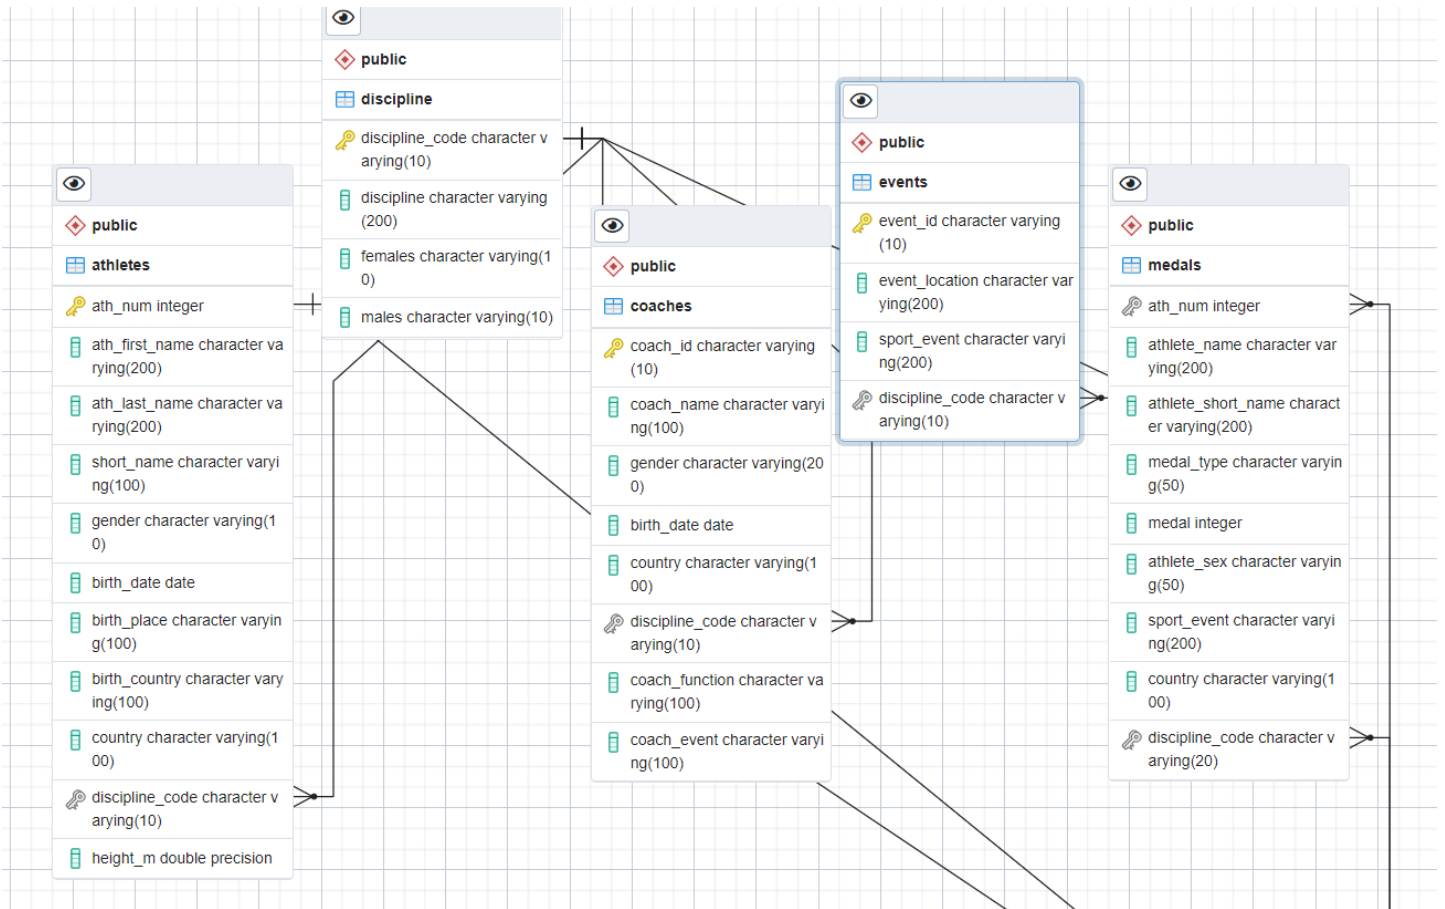 public
discipline
discipline_code character v
arying(10)
discipline character varying
(200)
females character varying(1
0)
males character varying(10)
public
athletes
ath_num integer
ath_first_name character va
rying(200)
ath_last_name character va
rying(200)
short_name character varyi
ng(100)
gender character varying(1
0)
birth_date date
birth_place character varyin
g(100)
birth_country character vary
ing(100)
country character varying(1
00)
discipline_code character v
arying(10)
height_m double precision
public
coaches
coach_id character varying
(10)
coach_name character varyi
ng(100)
gender character varying(20
0)
birth_date date
country character varying(1
00)
discipline_code character v
arying(10)
coach_function character va
rying(100)
coach_event character varyi
ng(100)
public
events
event_id character varying
(10)
event_location character var
ying(200)
sport_event character varyi
ng(200)
discipline_code character v
arying(10)
public
medals
ath_num integer
athlete_name character var
ying(200)
athlete_short_name charact
er varying(200)
medal_type character varyin
g(50)
medal integer
athlete_sex character varyin
g(50)
sport_event character varyi
ng(200)
country character varying(1
00)
discipline_code character v
arying(20)